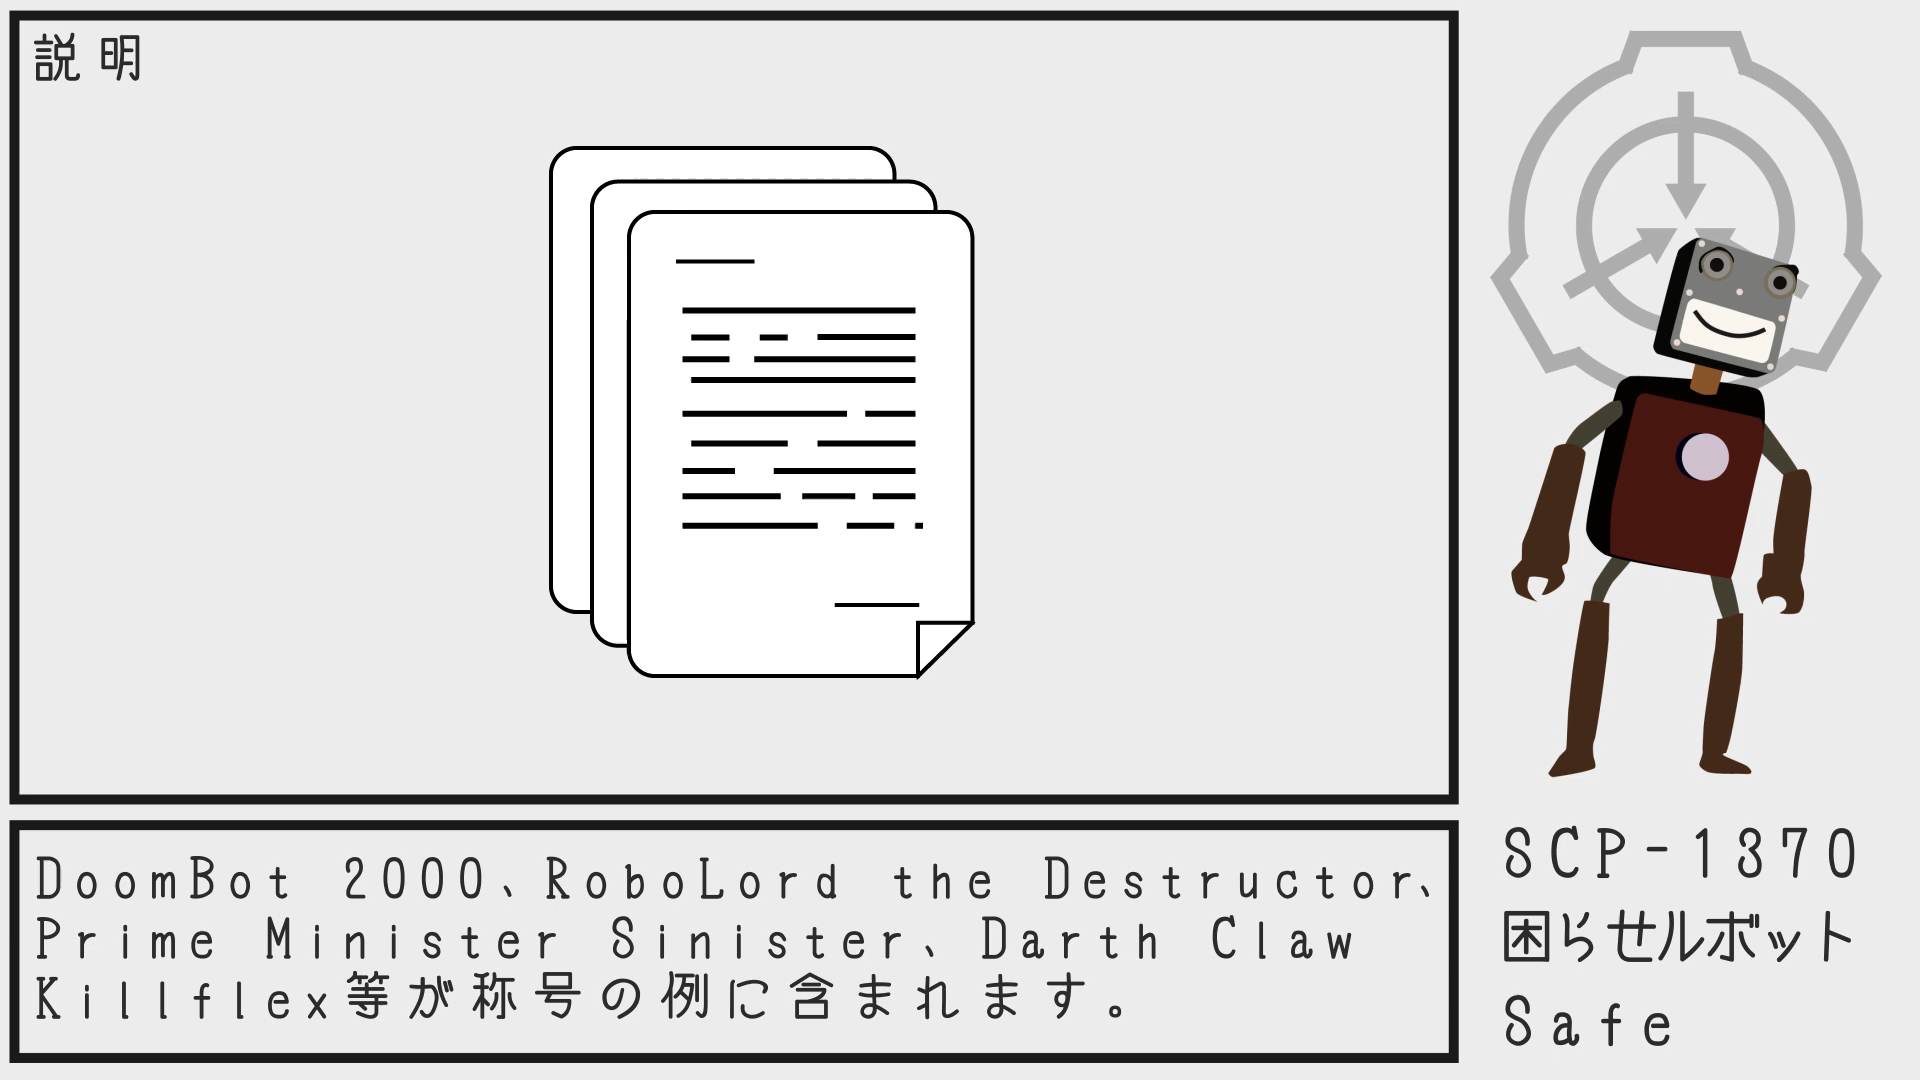 説明
DoomBot 2000、RoboLord the Destructor、
Prime Minister Sinister、Darth Claw
Killflex等が称号の例に含まれます。
SCP-1370
困らせルボット
Safe